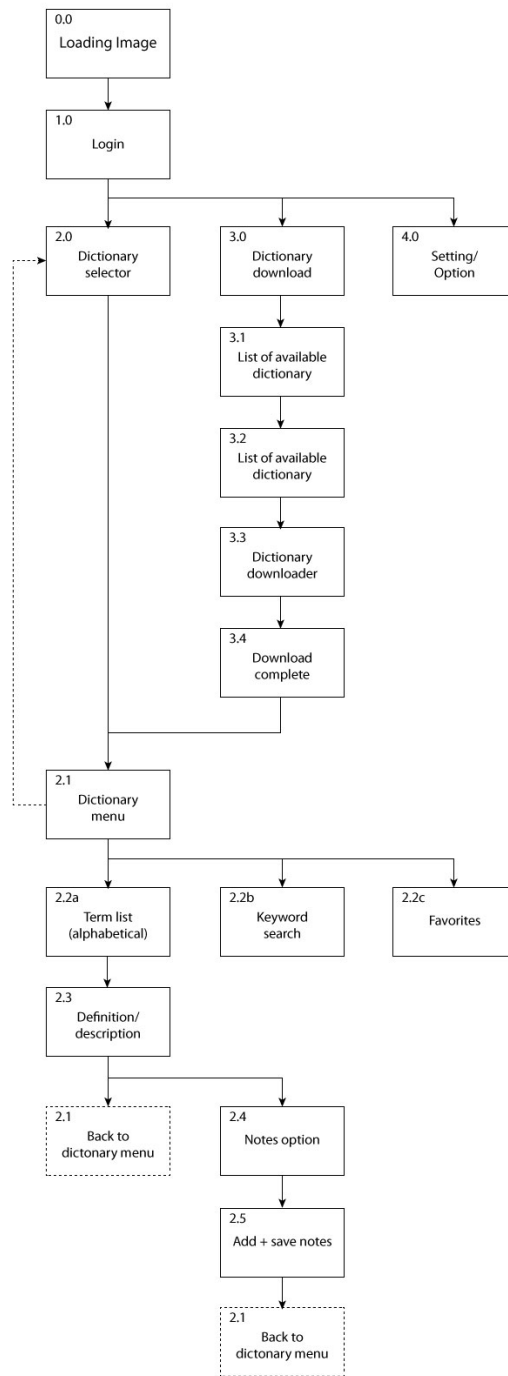 0.0
Loading Image
1.0
Login
2.0
Dictionary
selector
3.0
Dictionary
download
4.0
Setting/
Option
3.1
List of available
dictionary
3.2
List of available
dictionary
3.3
Dictionary
downloader
3.4
Download
complete
2.1
Dictionary
menu
2.2a
Term list
(alphabetical)
2.2b
Keyword
search
2.2c
Favorites
2.3
Definition/
description
2.1
Back to
dictonary menu
2.4
Notes option
2.5
Add + save notes
2.1
Back to
dictonary menu